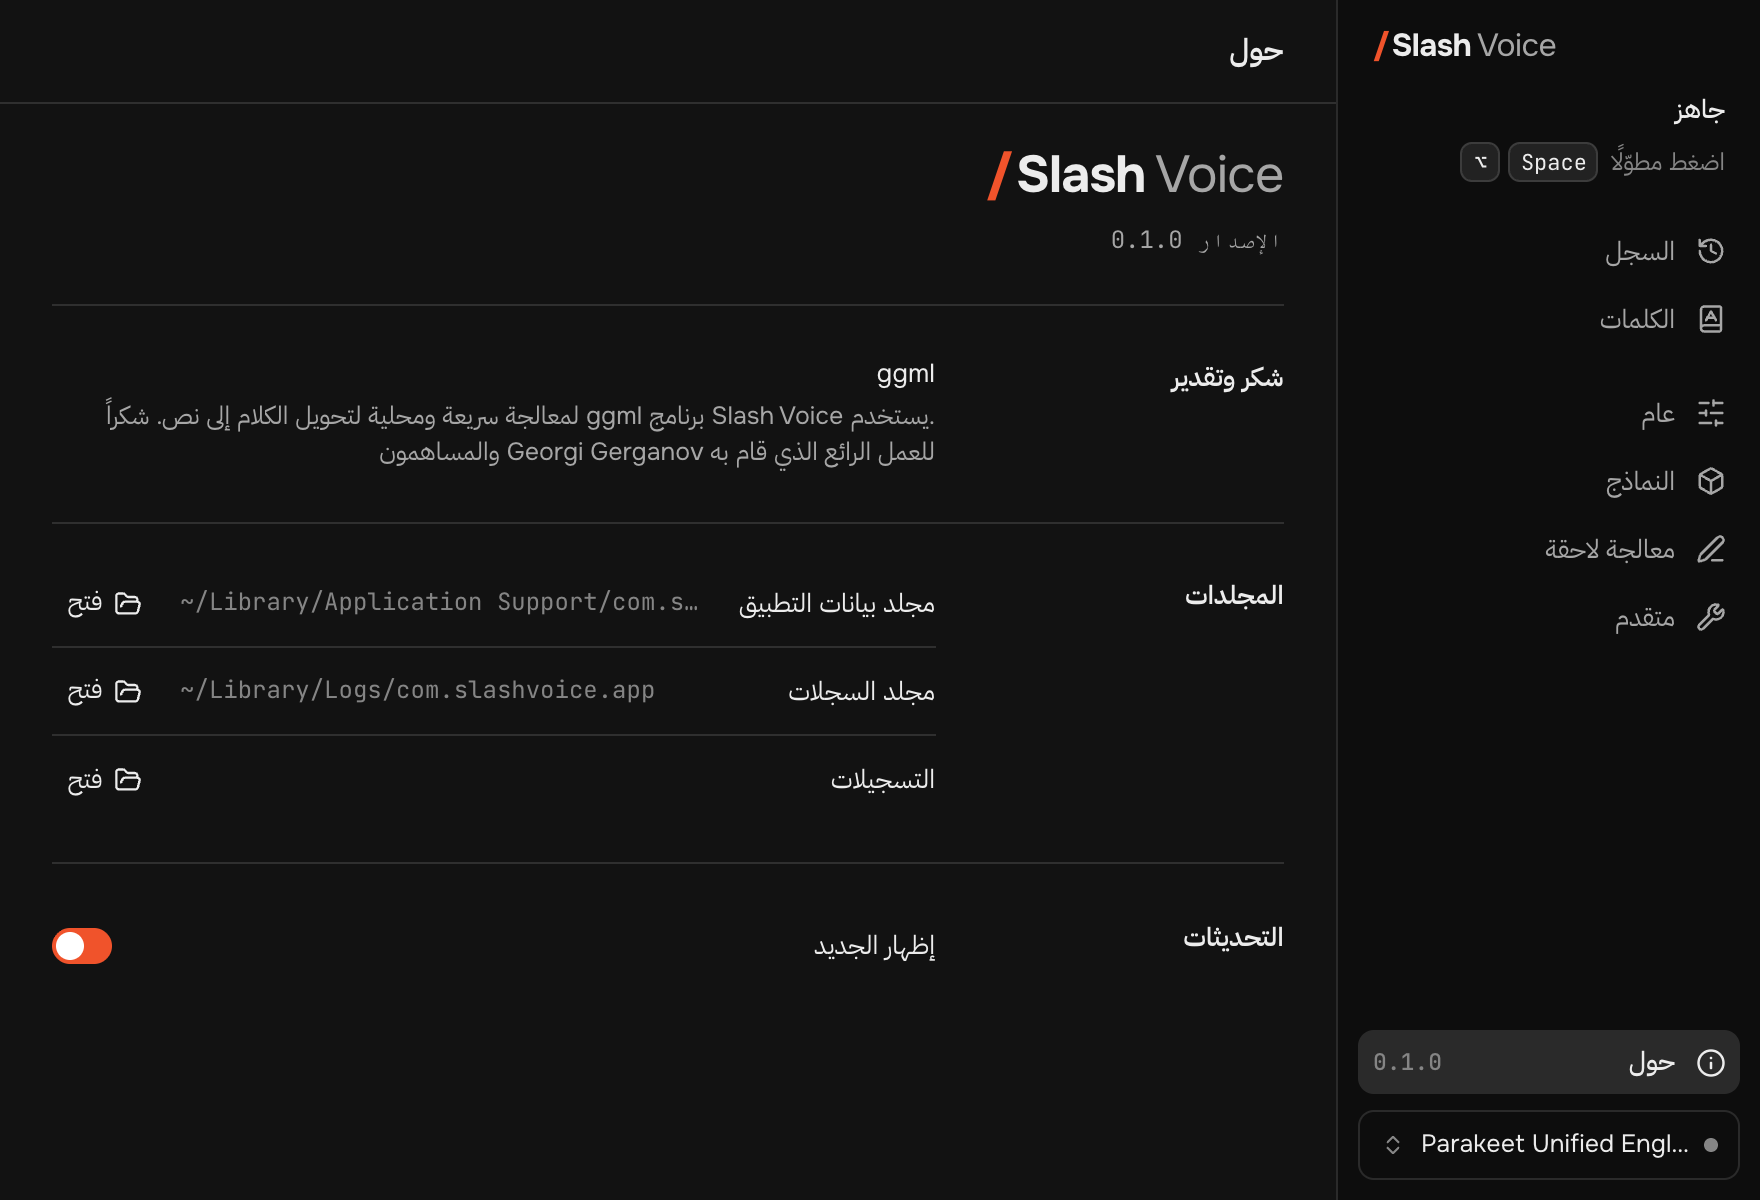 /Slash Voice
جاهز
اضغط مطوّلًا Space ⌥
السجل
الكلمات
عام
النماذج
معالجة لاحقة
متقدم
حول 0.1.0
Parakeet Unified Engl...
حول
/Slash Voice
الإصدار 0.1.0
شكر وتقدير
ggml
.يستخدم Slash Voice برنامج ggml لمعالجة سريعة ومحلية لتحويل الكلام إلى نص. شكراً
للعمل الرائع الذي قام به Georgi Gerganov والمساهمون
المجلدات
مجلد بيانات التطبيق ~/Library/Application Support/com.s… فتح
مجلد السجلات ~/Library/Logs/com.slashvoice.app فتح
التسجيلات فتح
التحديثات
إظهار الجديد